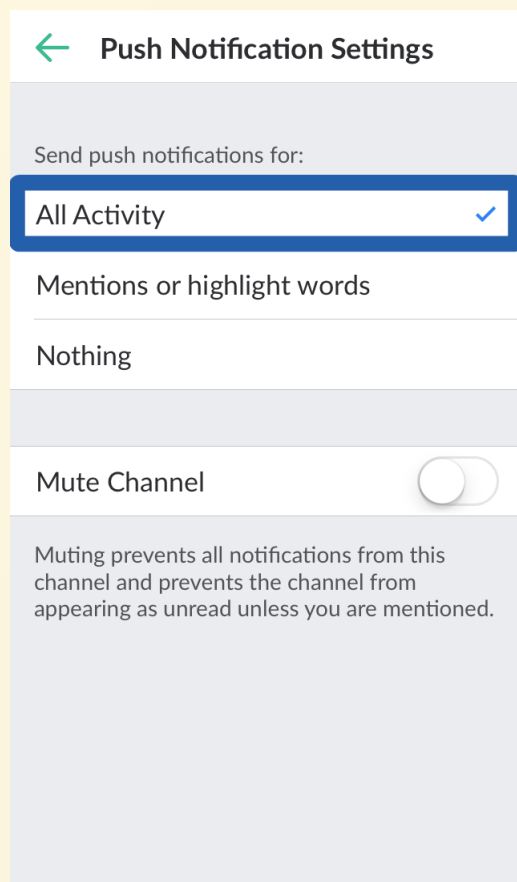 Push Notification Settings
Send push notifications for:
All Activity
Mentions or highlight words
Nothing
Mute Channel
Muting prevents all notifications from this
channel and prevents the channel from
appearing as unread unless you are mentioned.